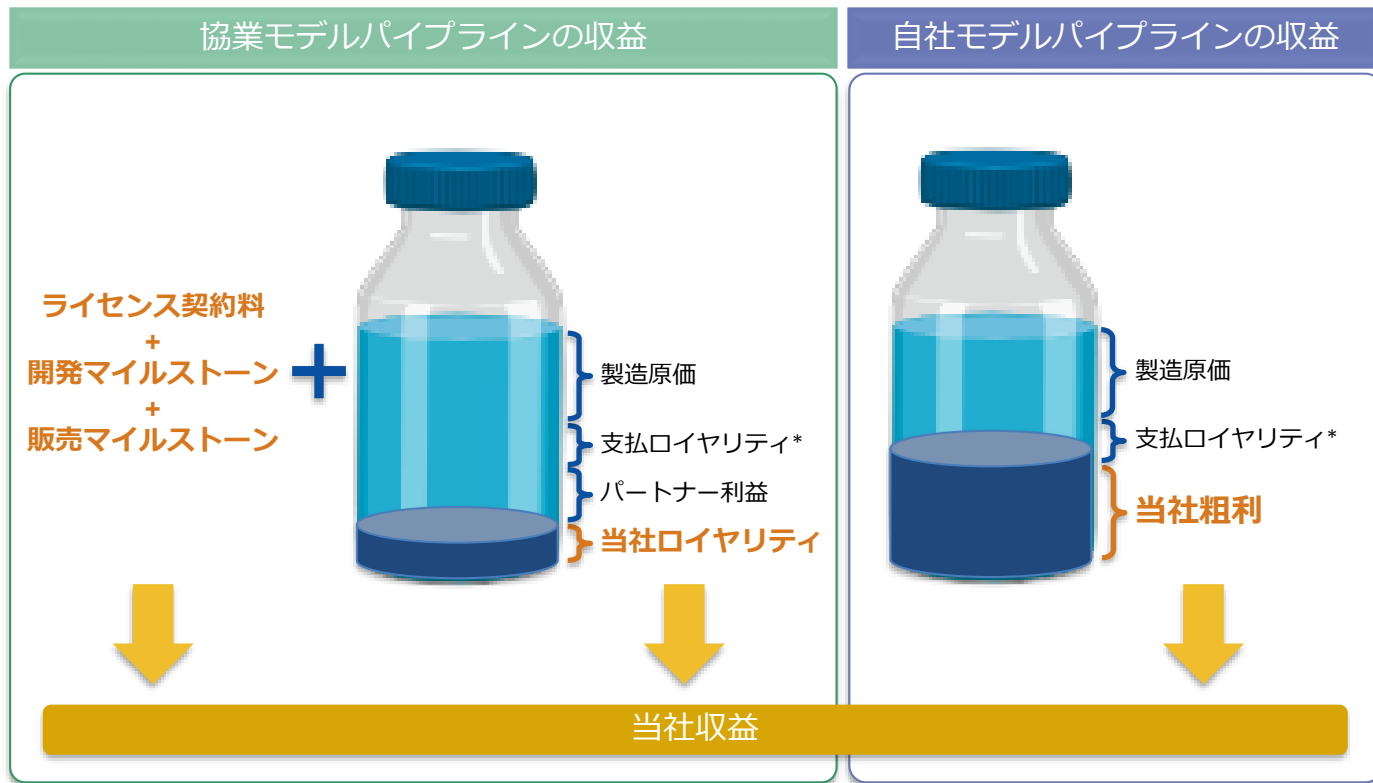 協業モデルパイプラインの収益
ライセンス契約料
+
開発マイルストーン
+
販売マイルストーン
+
製造原価
支払ロイヤリティ*
パートナー利益
当社ロイヤリティ
自社モデルパイプラインの収益
製造原価
支払ロイヤリティ*
当社粗利
当社収益